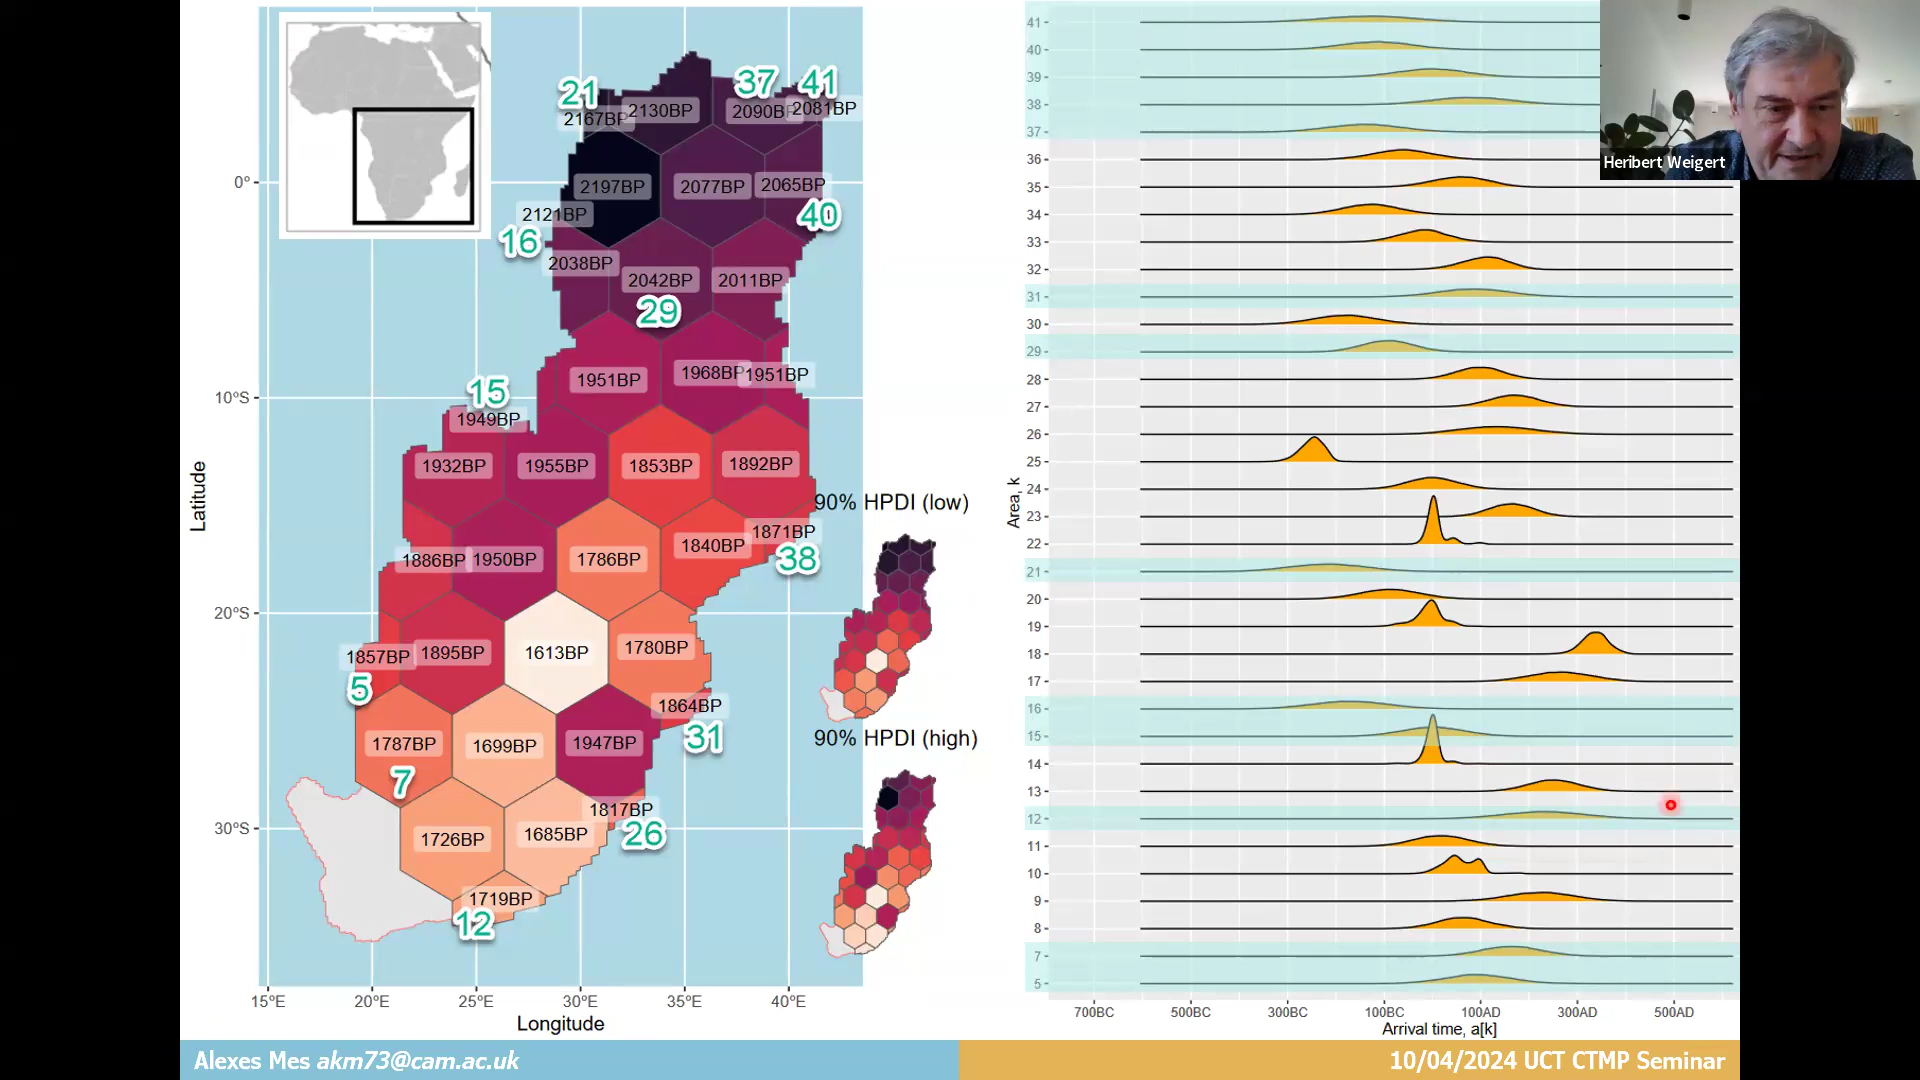 21
37
41
2167BP
2130BP
2090BP
2081BP
0°
2197BP
2077BP
2065BP
2121BP
16
40
2038BP
2042BP
2011BP
29
1951BP
1968BP
1951BP
10°S
15
1949BP
1932BP
1955BP
1853BP
1892BP
90% HPDI (low)
1886BP
1950BP
1786BP
1840BP
1871BP
38
20°S
1857BP
1895BP
1613BP
1780BP
5
1864BP
31
1787BP
1699BP
1947BP
90% HPDI (high)
7
1817BP
26
30°S
1726BP
1685BP
1719BP
12
15°E
20°E
25°E
30°E
35°E
40°E
Longitude
Latitude
41
40
39
38
37
36
35
34
33
32
31
30
29
28
27
26
25
24
23
22
21
20
19
18
17
16
15
14
13
12
11
10
9
8
7
5
Area, k
700BC
500BC
300BC
100BC
100AD
300AD
500AD
Arrival time, a[k]
Heribert Weigert
Alexes Mes akm73@cam.ac.uk
10/04/2024 UCT CTMP Seminar